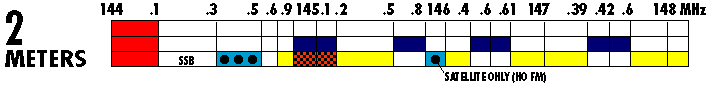 144 .1 .3 .5 .6 .9 145.1 .2 .5 .8 146 .4 .6 .61 147 .39 .42 .6 148 MHz
2
METERS
SSB
SATELLITE ONLY (NO FM)